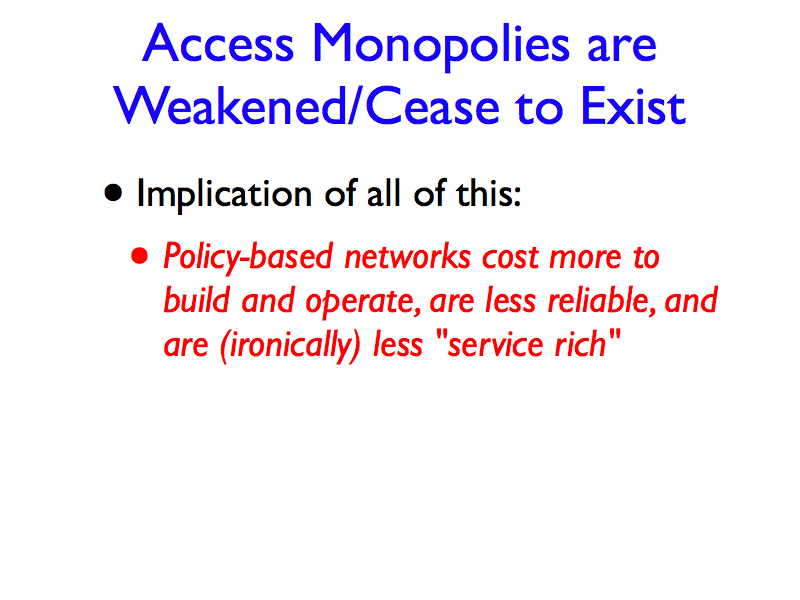 Access Monopolies are
Weakened/Cease to Exist
• Implication of all of this:
• Policy-based networks cost more to
build and operate, are less reliable, and
are (ironically) less "service rich"